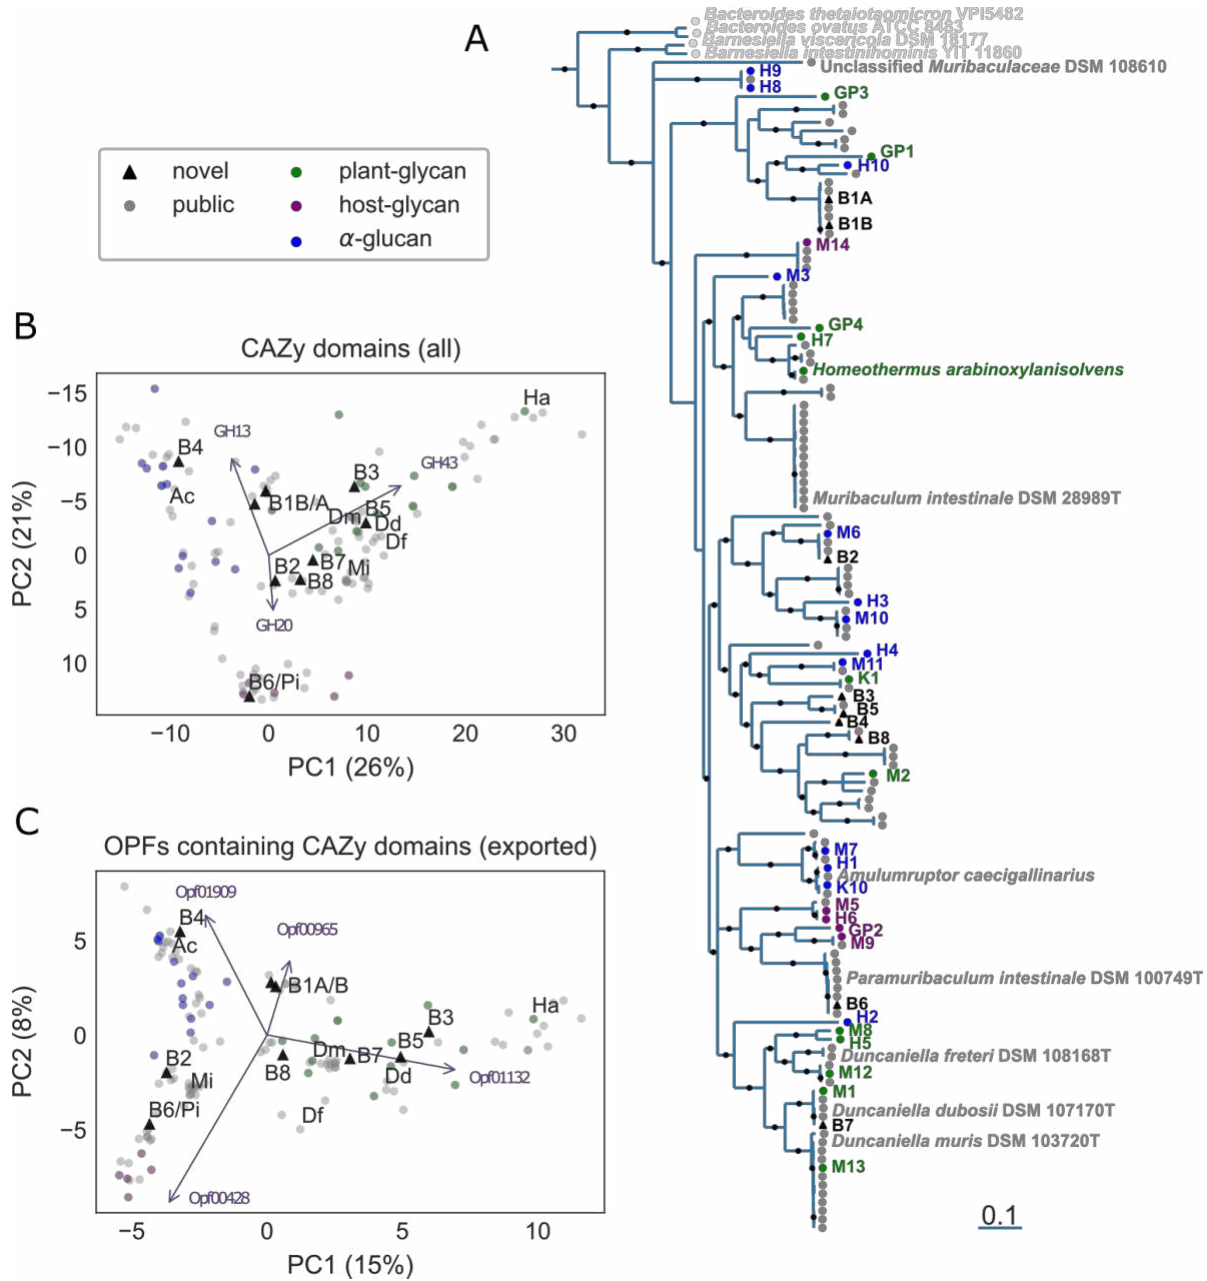 A
Bacteroides thetaiotaomicron VPI5482
Bacteroides ovatus ATCC 8483
Barnesiella viscericola DSM 18177
Barnesiella intestinihominis YIT 11860
Unclassified Muribaculaceae DSM 108610
H9
H8
GP3
GP1
H10
B1A
B1B
M14
M3
GP4
H7
Homeothermus arabinoxylanisolvens
Muribaculum intestinale DSM 28989T
M6
B2
H3
M10
H4
M11
K1
B3
B5
B4
B8
M2
M7
H1
Amulumruptor caecigallinarius
K10
M5
H6
GP2
M9
Paramuribaculum intestinale DSM 100749T
B6
H2
M8
H5
Duncaniella freteri DSM 108168T
M12
M1
Duncaniella dubosii DSM 107170T
B7
Duncaniella muris DSM 103720T
M13
0.1
novel
public
plant-glycan
host-glycan
α-glucan
B
CAZy domains (all)
−15
−10
−5
0
5
10
PC2 (21%)
Ha
GH13
B4
GH43
B3
Ac
B1B/A
B5
Dm
Dd
Df
B2
B7
Mi
B8
GH20
B6/Pi
−10
0
10
20
30
PC1 (26%)
C
OPFs containing CAZy domains (exported)
5
0
−5
PC2 (8%)
Opf01909
B4
Opf00965
Ac
B1A/B
Ha
B3
B5
Dm
B7
B2
B8
Mi
Dd
Opf01132
B6/Pi
Df
Opf00428
−5
0
5
10
PC1 (15%)